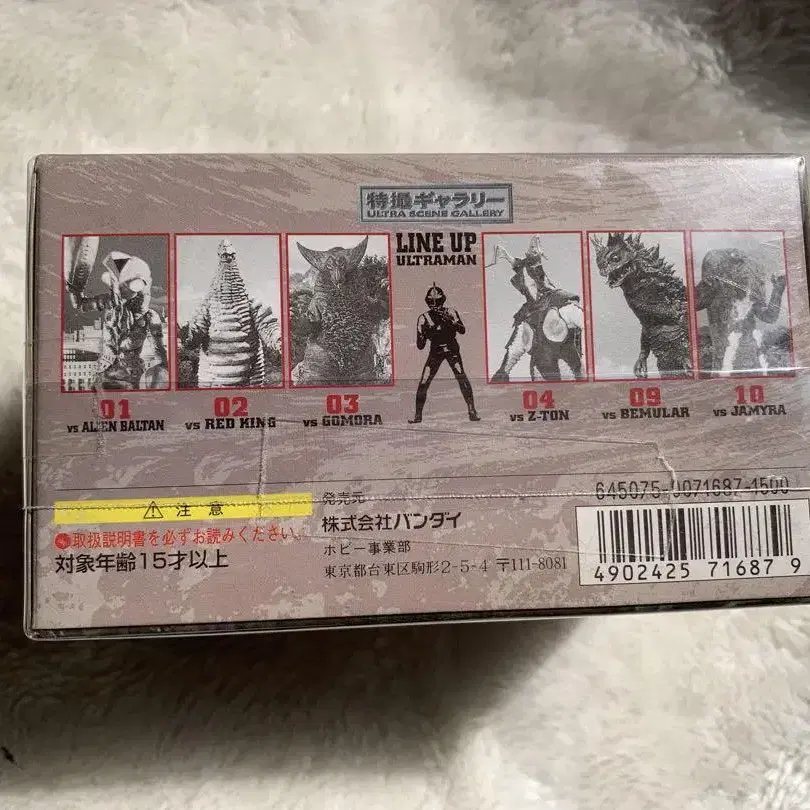 特撮ギャラリー
ULTRA SCENE GALLERY
LINE UP
ULTRAMAN
01
vs ALIEN BALTAN
02
vs RED KING
03
vs GOMORA
04
vs Z-TON
09
vs BEMULAR
10
vs JAMYRA
⚠ 注意
●取扱説明書を必ずお読みください。
対象年齢15才以上
発売元
株式会社バンダイ
ホビー事業部
東京都台東区駒形2-5-4 〒111-8081
645075-0071687-1500
4902425 71687 9